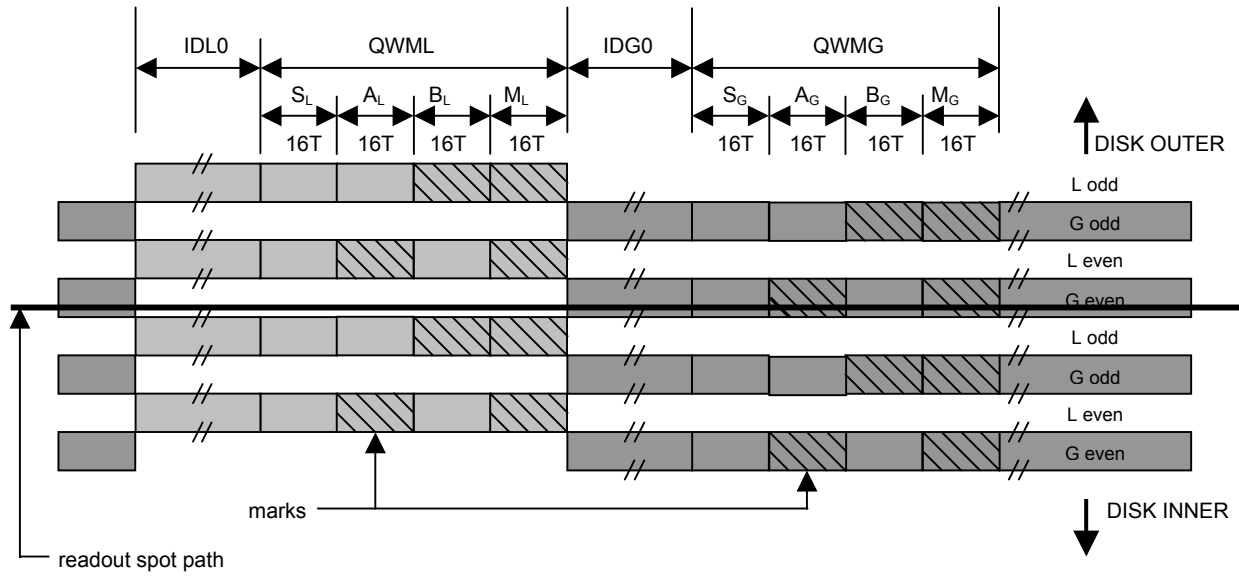 IDL0 QWML IDG0 QWMG
SL AL BL ML SG AG BG MG
16T 16T 16T 16T 16T 16T 16T 16T
DISK OUTER
L odd
G odd
L even
G even
L odd
G odd
L even
G even
marks
DISK INNER
readout spot path